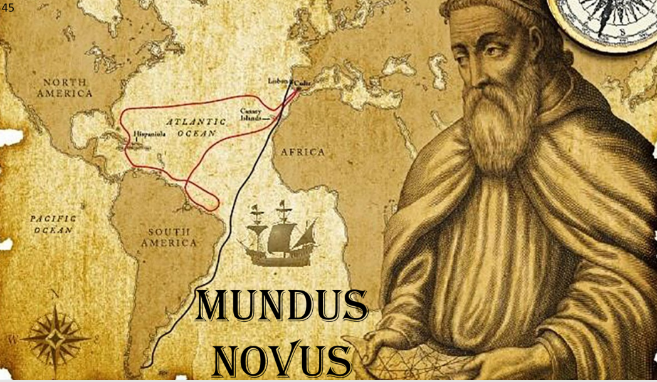 45
NORTH
AMERICA
Lisbon
Cadiz
Canary
Islands
ATLANTIC
OCEAN
Hispaniola
AFRICA
PACIFIC
OCEAN
SOUTH
AMERICA
N
W
S
MUNDUS
NOVUS